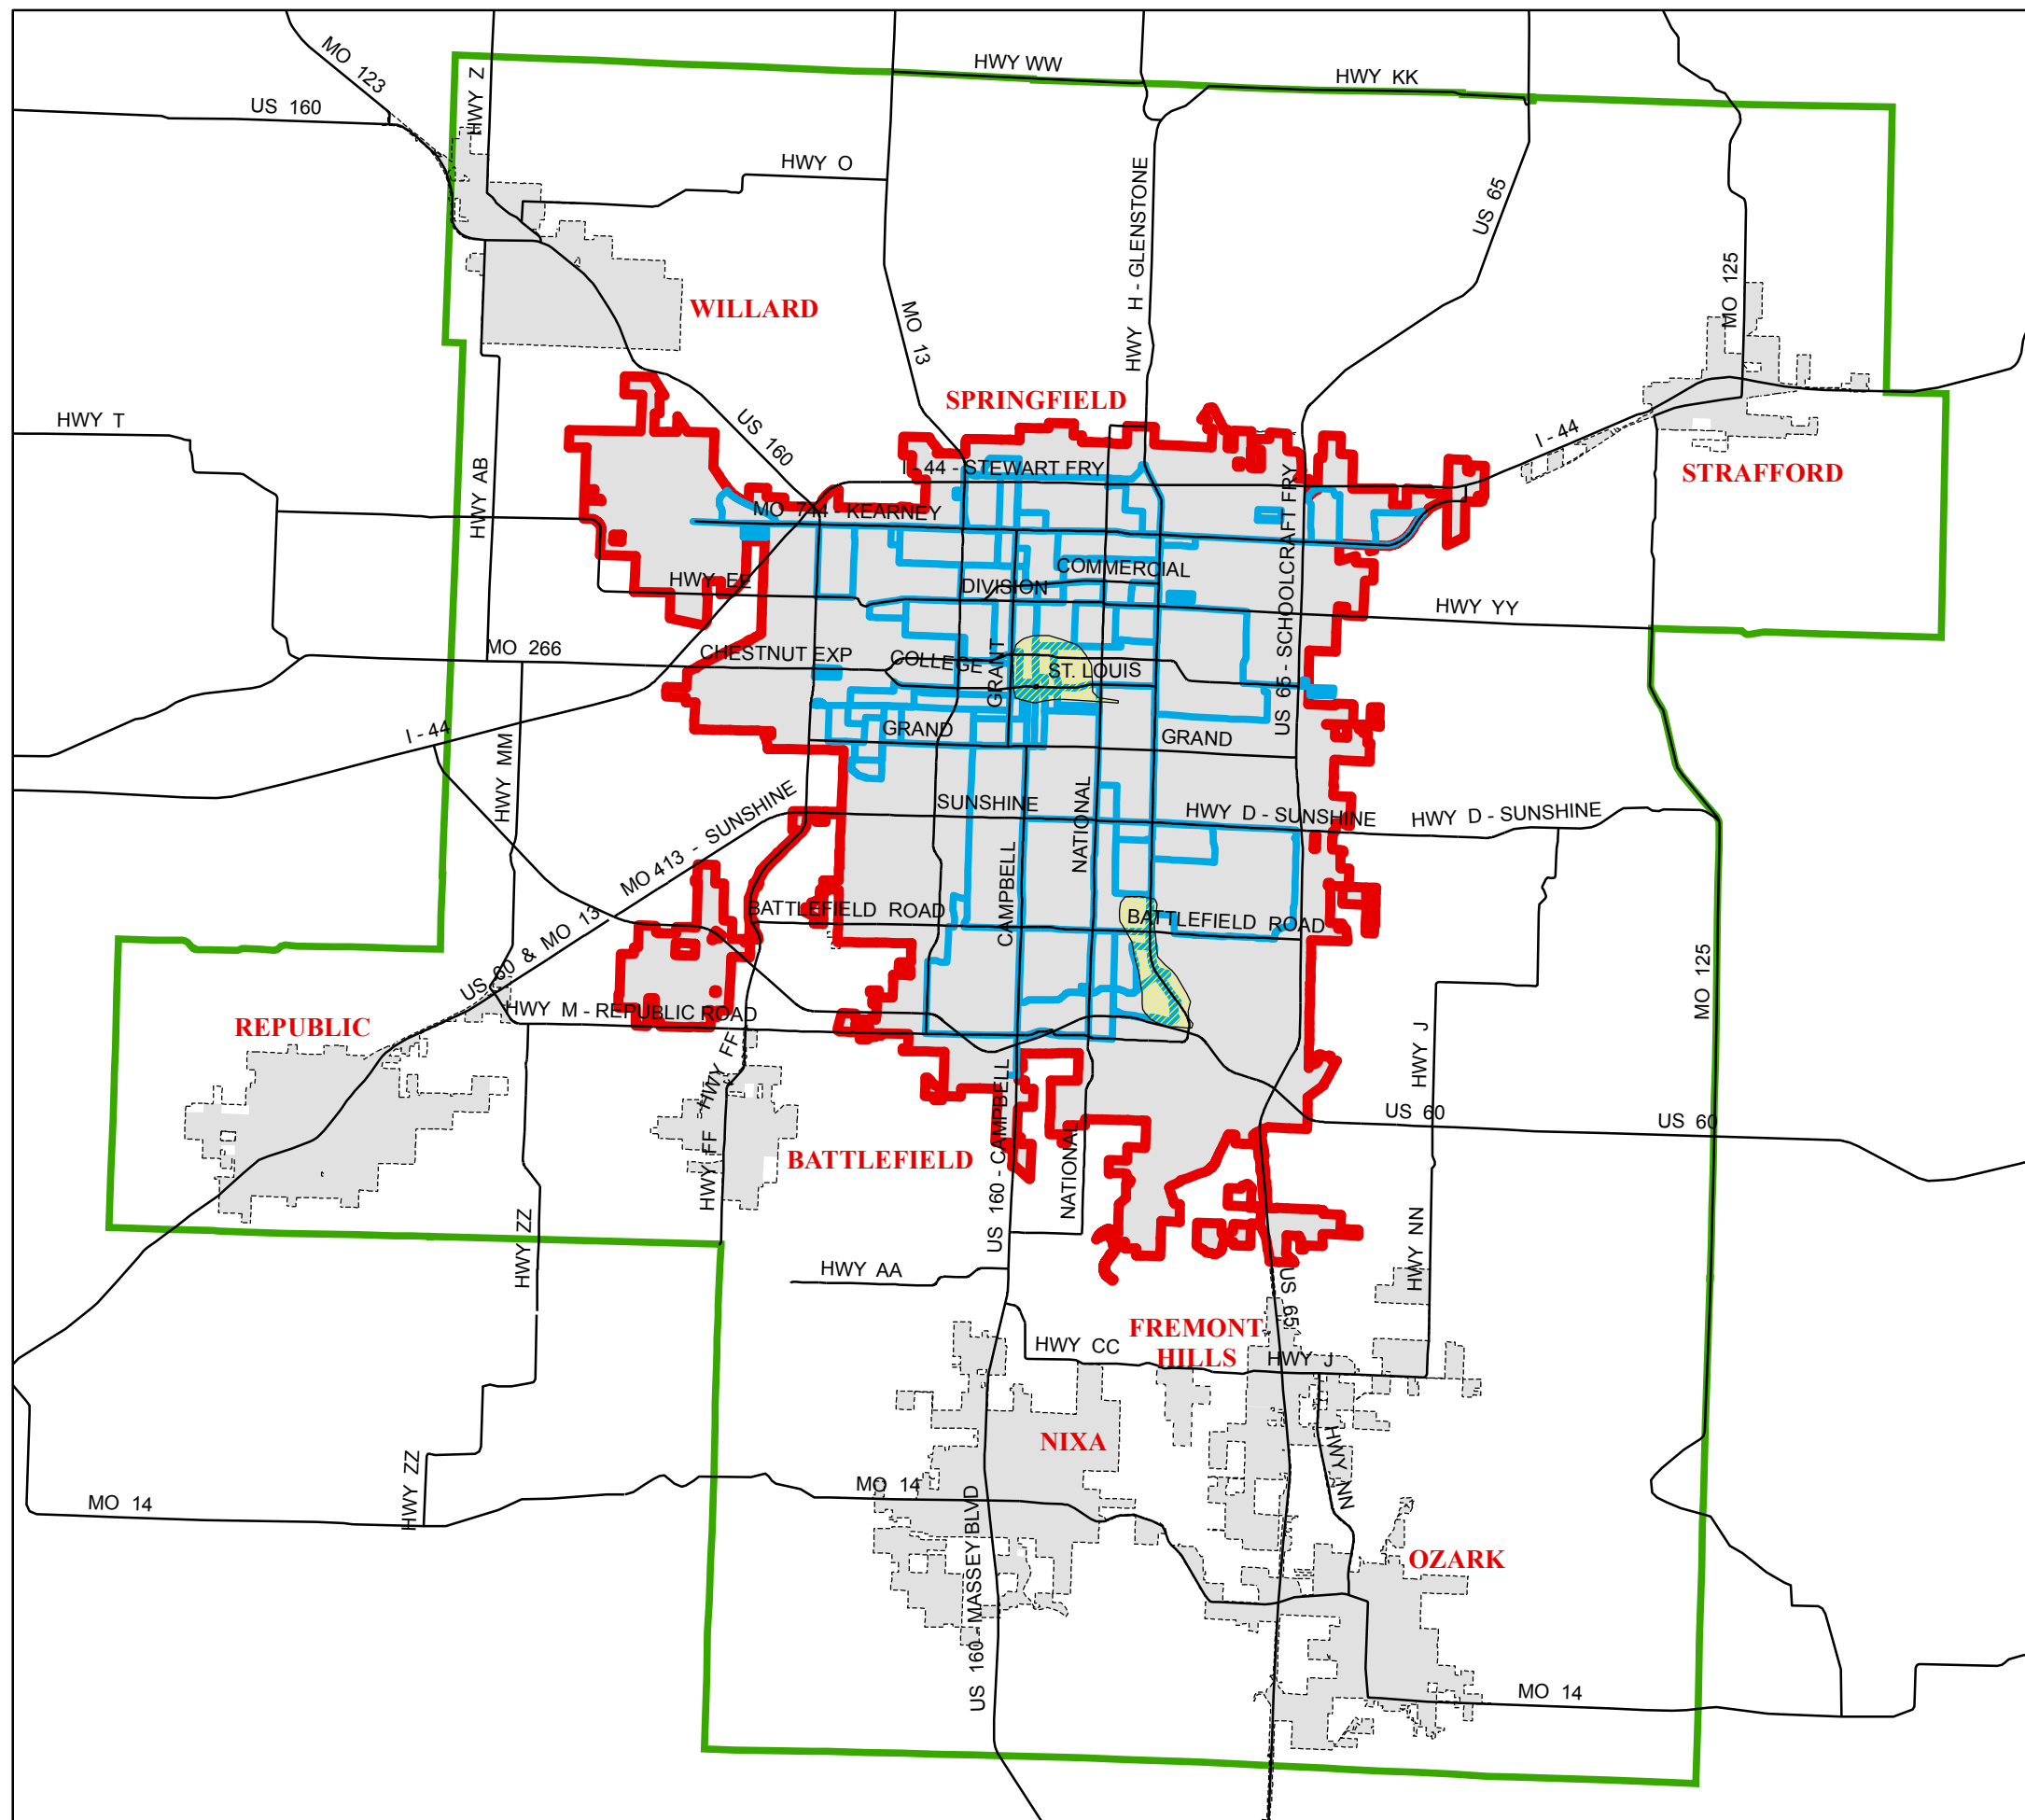 MO 123
HWY Z
HWY WW
HWY KK
US 160
HWY O
HWY H - GLENSTONE
US 65
MO 125
WILLARD
MO 13
SPRINGFIELD
HWY T
US 160
I - 44
STRAFFORD
I - 44 - STEWART FRY
HWY AB
MO 744 - KEARNEY
US 65 - SCHOOLCRAFT FRY
HWY EE
COMMERCIAL
DIVISION
HWY YY
MO 266
CHESTNUT EXP
COLLEGE
GRANT
ST. LOUIS
I - 44
HWY MM
GRAND
GRAND
MO 413 - SUNSHINE
SUNSHINE
NATIONAL
HWY D - SUNSHINE
HWY D - SUNSHINE
CAMPBELL
BATTLEFIELD ROAD
BATTLEFIELD ROAD
US 60 & MO 13
MO 125
HWY M - REPUBLIC ROAD
REPUBLIC
HWY FF
HWY FF
HWY J
US 60
US 60
BATTLEFIELD
US 160 - CAMPBELL
NATIONAL
HWY ZZ
HWY NN
HWY AA
US 65
FREMONT
HILLS
HWY CC
HWY J
NIXA
HWY NN
HWY ZZ
MO 14
MO 14
US 160 MASSEY BLVD
OZARK
MO 14